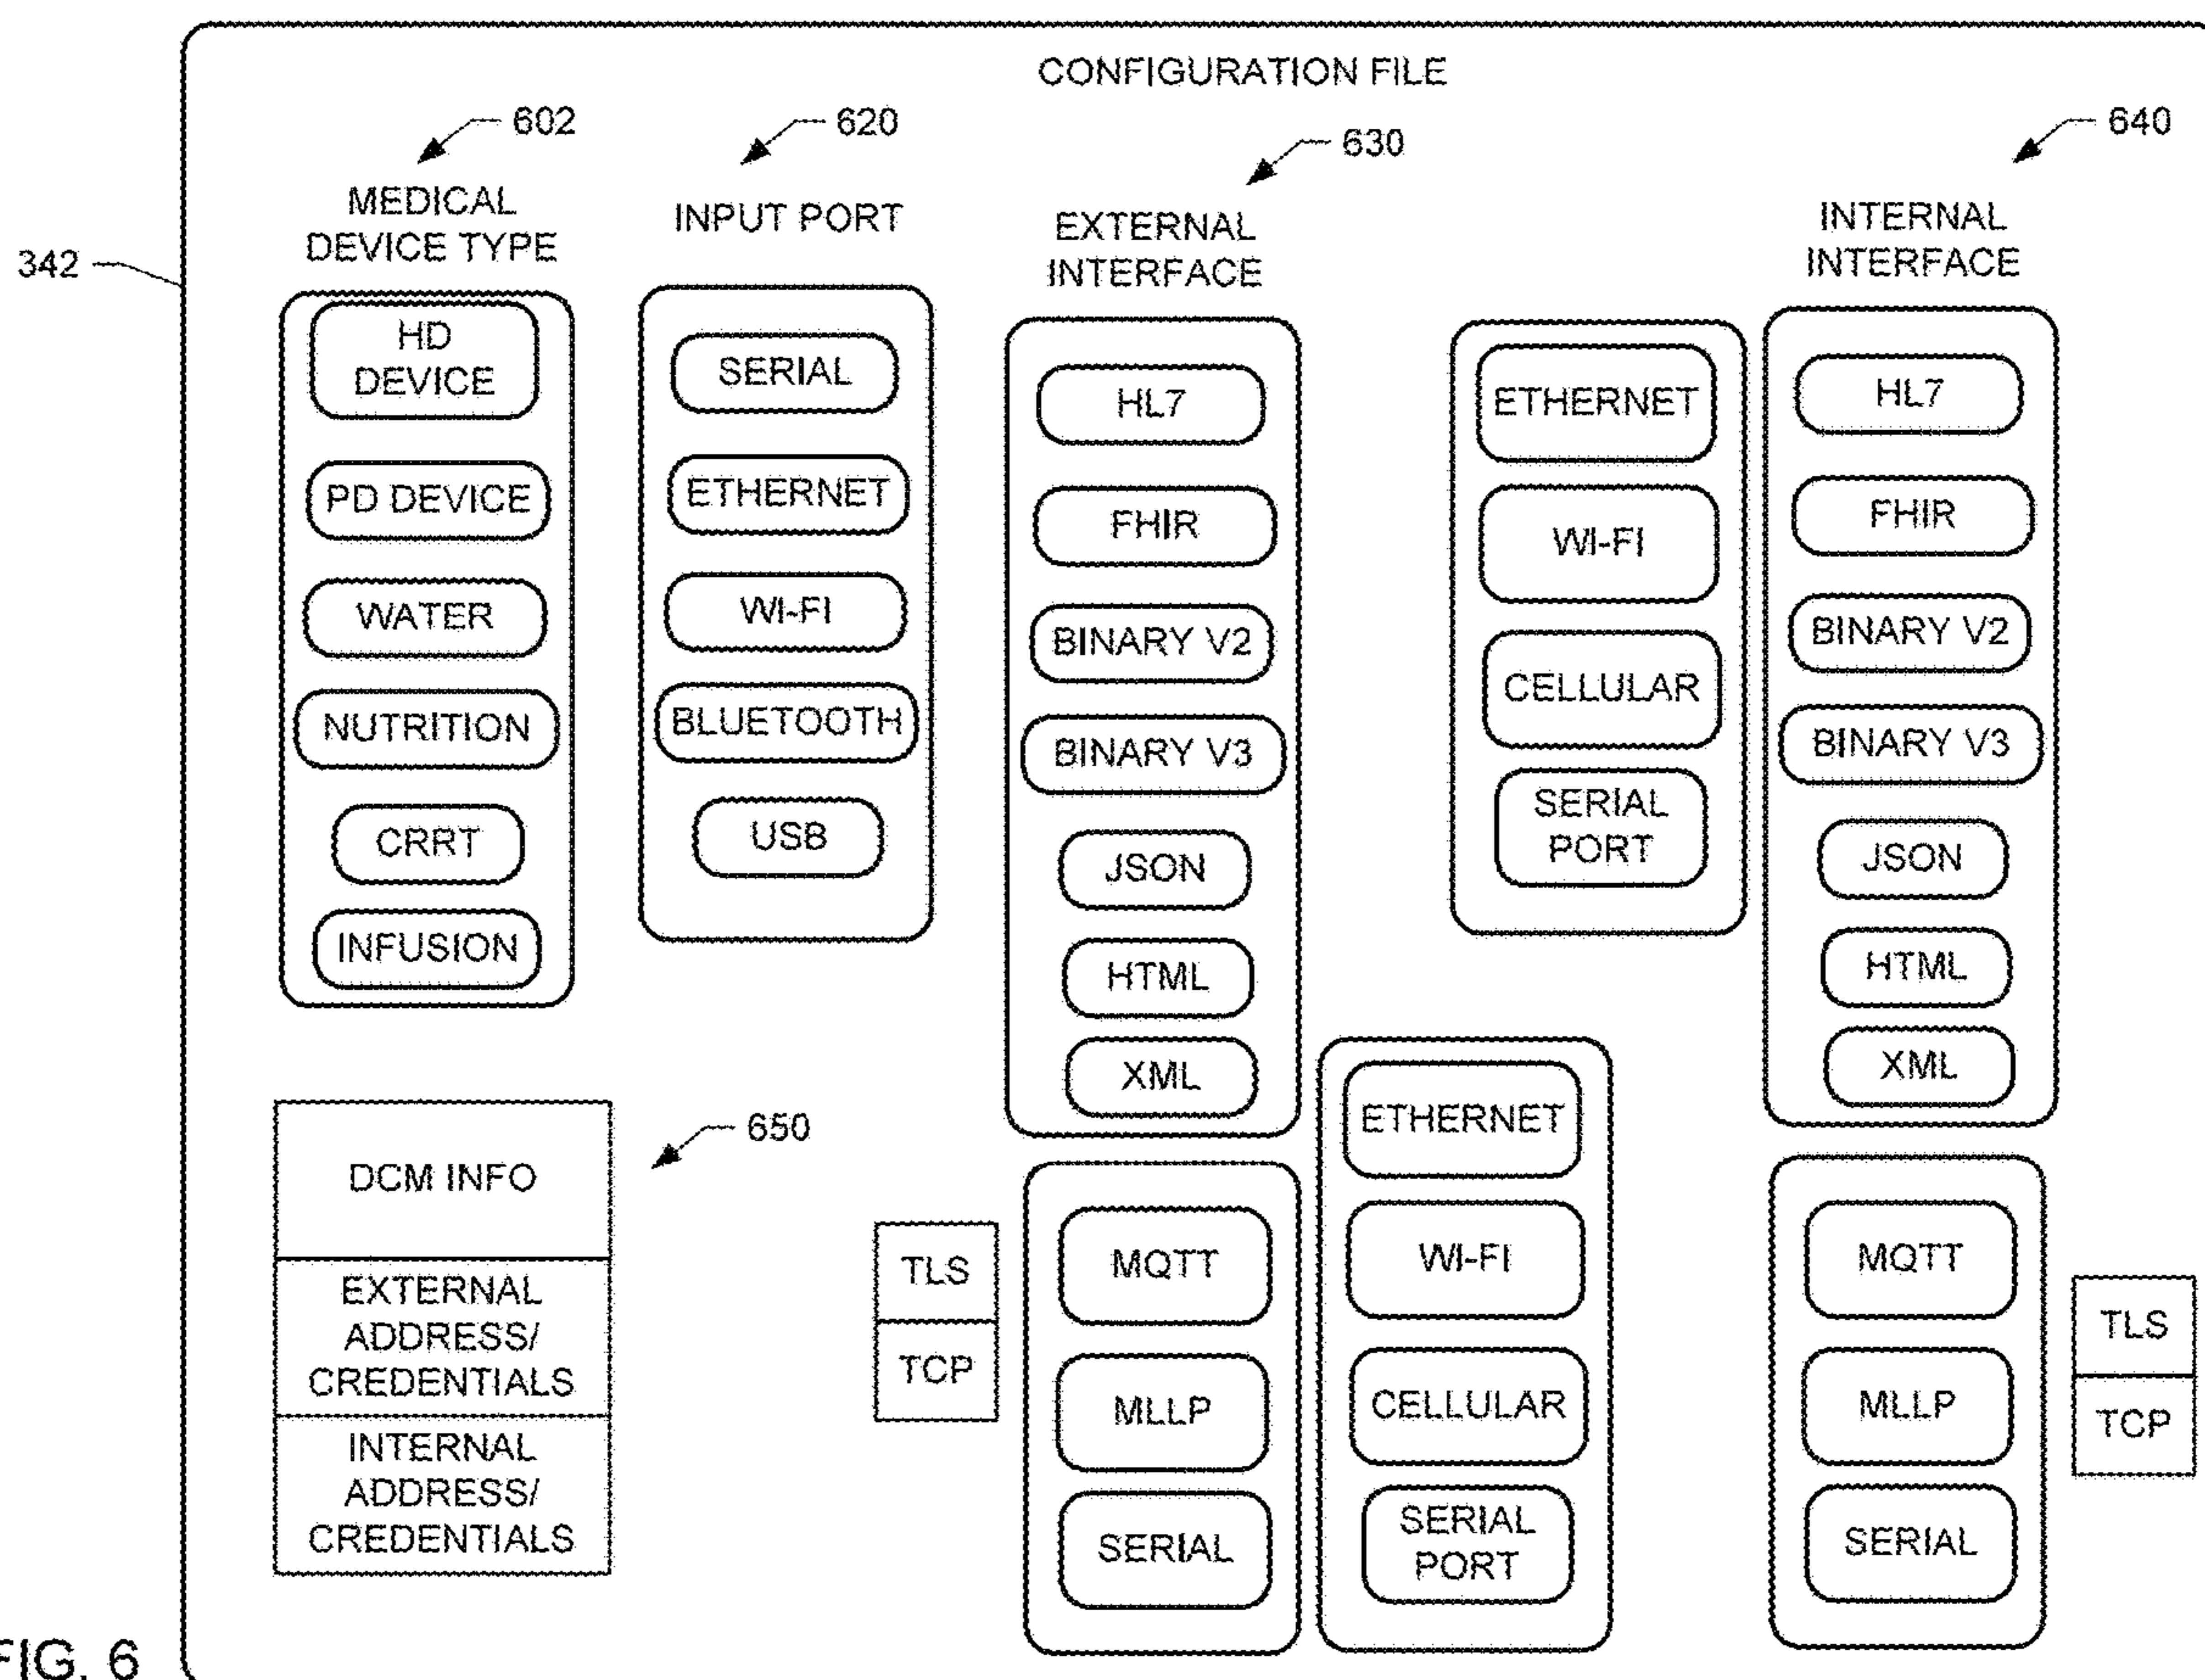 CONFIGURATION FILE
602
620
630
640
342
MEDICAL
DEVICE TYPE
HD
DEVICE
PD DEVICE
WATER
NUTRITION
CRRT
INFUSION
INPUT PORT
SERIAL
ETHERNET
WI-FI
BLUETOOTH
USB
EXTERNAL
INTERFACE
HL7
FHIR
BINARY V2
BINARY V3
JSON
HTML
XML
ETHERNET
WI-FI
CELLULAR
SERIAL
PORT
INTERNAL
INTERFACE
HL7
FHIR
BINARY V2
BINARY V3
JSON
HTML
XML
650
DCM INFO
EXTERNAL
ADDRESS/
CREDENTIALS
INTERNAL
ADDRESS/
CREDENTIALS
TLS
TCP
MQTT
MLLP
SERIAL
ETHERNET
WI-FI
CELLULAR
SERIAL
PORT
MQTT
MLLP
SERIAL
TLS
TCP
FIG. 6